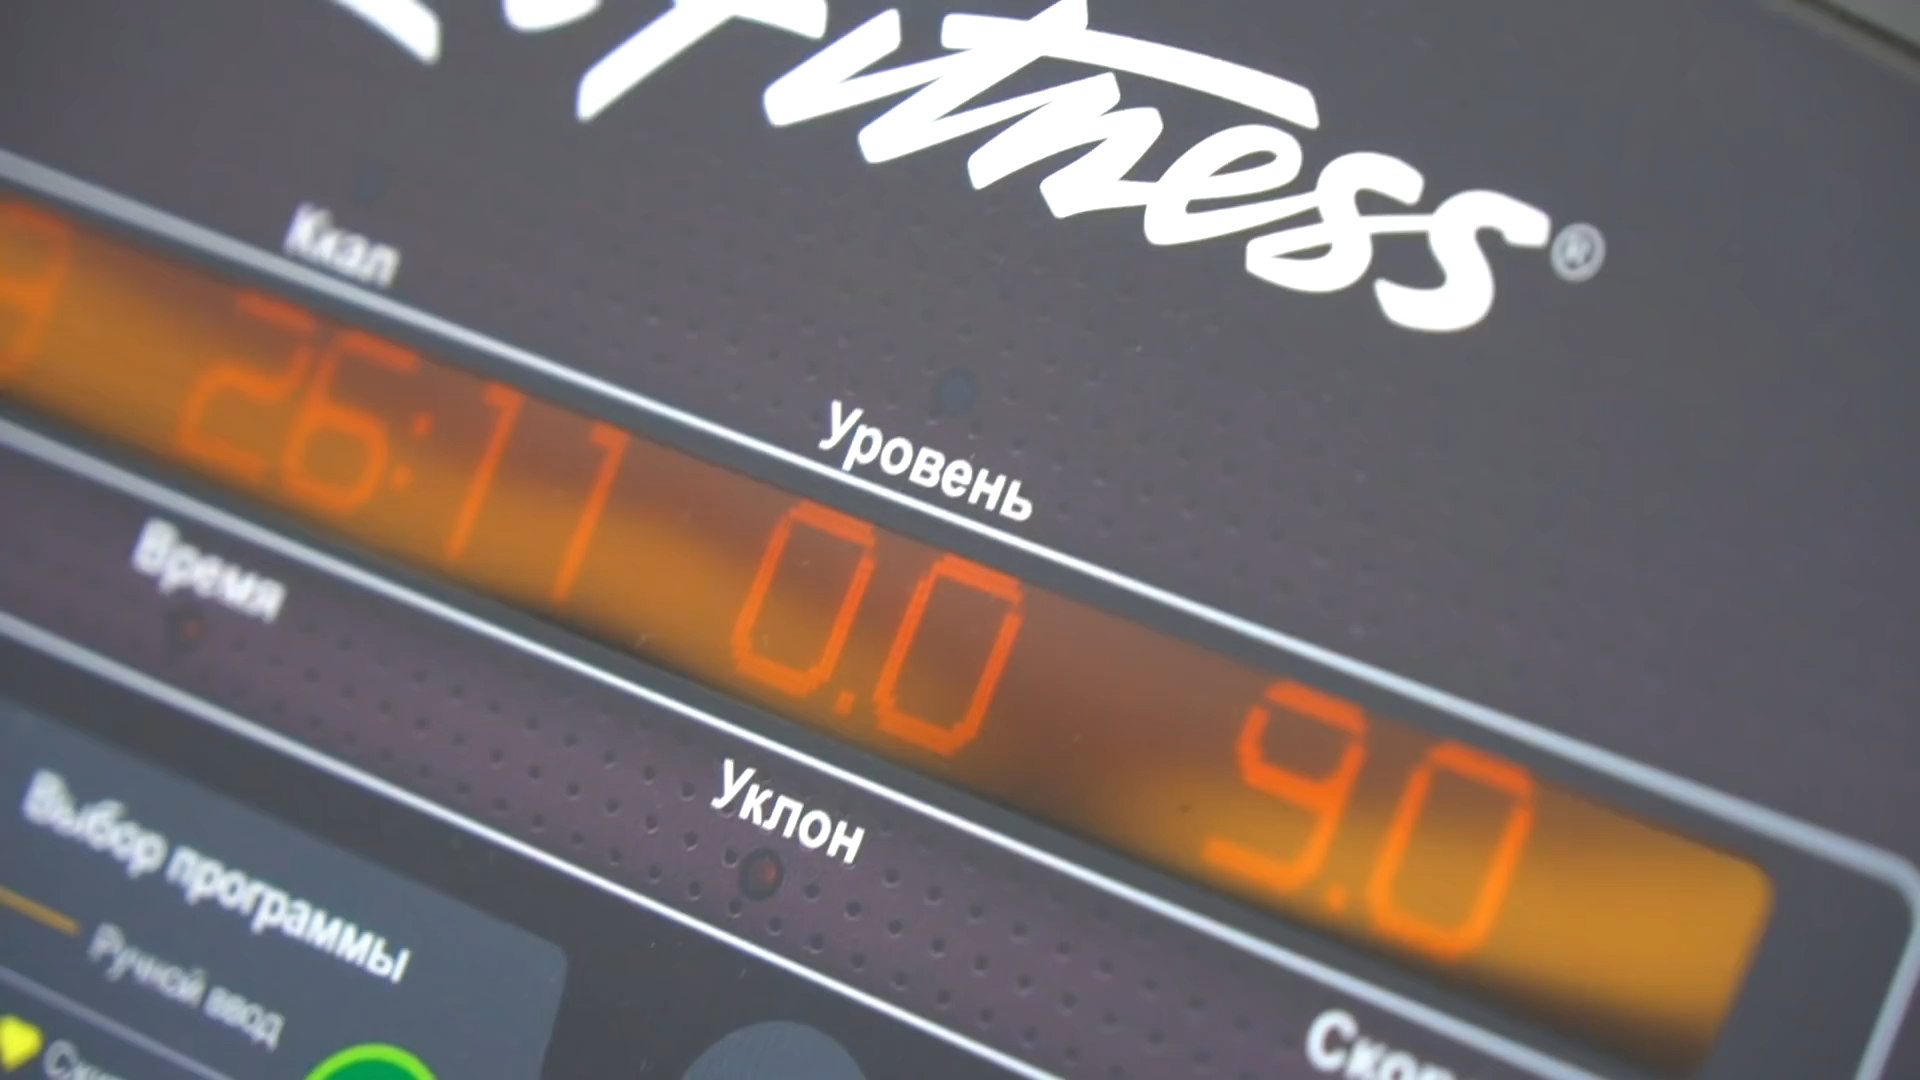 Fitness®
Ккал
Уровень
26:11 0.0 9.0
Время
Уклон
Выбор программы
Ручной ввод